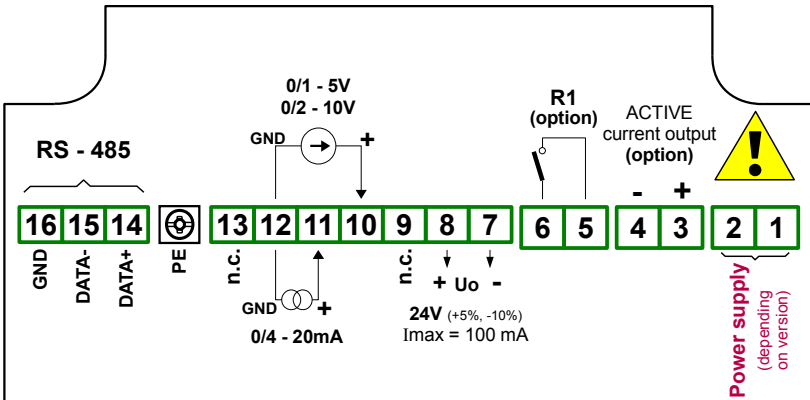 0/1 - 5V
0/2 - 10V
GND
+
RS - 485
R1
(option)
ACTIVE
current output
(option)
- +
16 15 14
PE
13 12 11 10 9 8 7
6 5
4 3
2 1
GND
DATA-
DATA+
n.c.
GND
+
0/4 - 20mA
n.c.
+ Uo -
24V (+5%, -10%)
Imax = 100 mA
Power supply
(depending
on version)